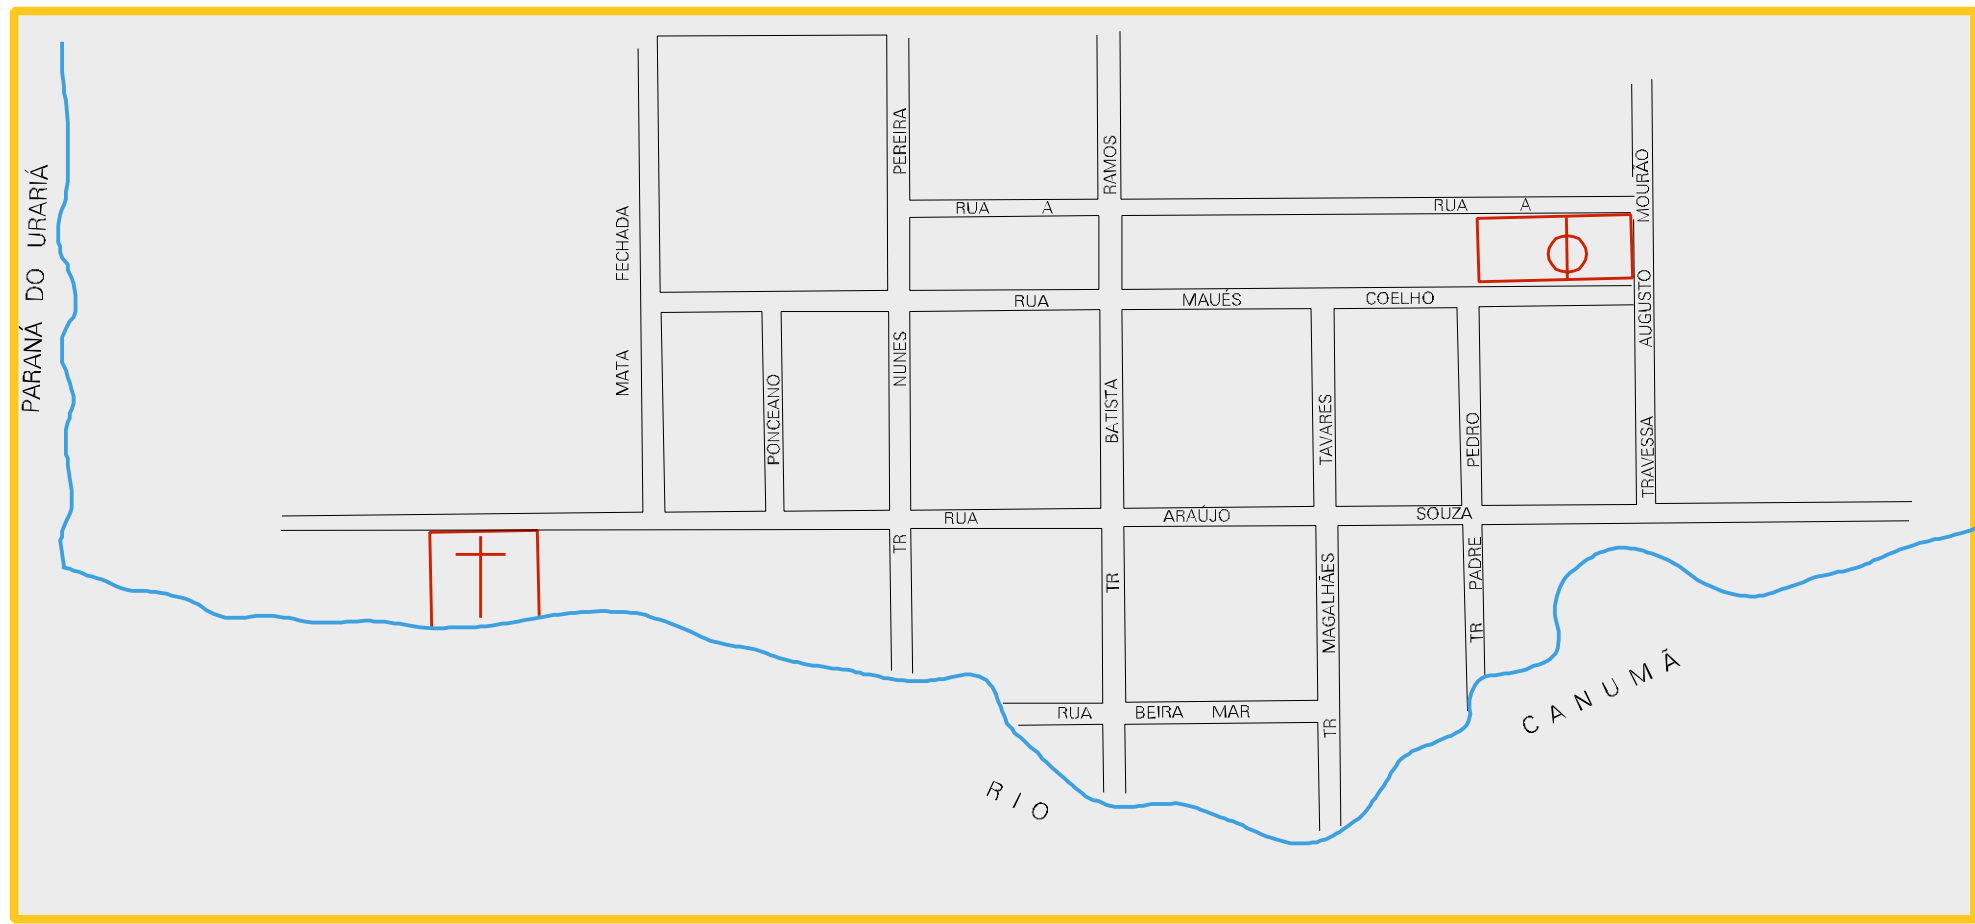 PARANÁ DO URARIÁ
MATA FECHADA
PONCEANO
TR NUNES PEREIRA
TR BATISTA RAMOS
TR MAGALHÃES TAVARES
TR PADRE PEDRO
TRAVESSA AUGUSTO MOURÃO
RUA A
RUA A
RUA MAUÉS COELHO
RUA ARAÚJO SOUZA
RUA BEIRA MAR
RIO CANUMÃ